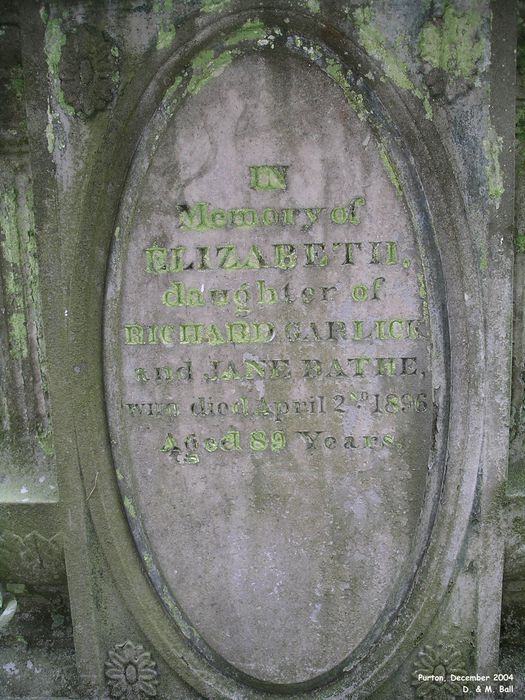 IN
Memory of
ELIZABETH,
daughter of
RICHARD GARLICK
and JANE BATHE,
who died April 2ND 1896
Aged 89 Years.
Purton, December 2004
D. & M. Ball